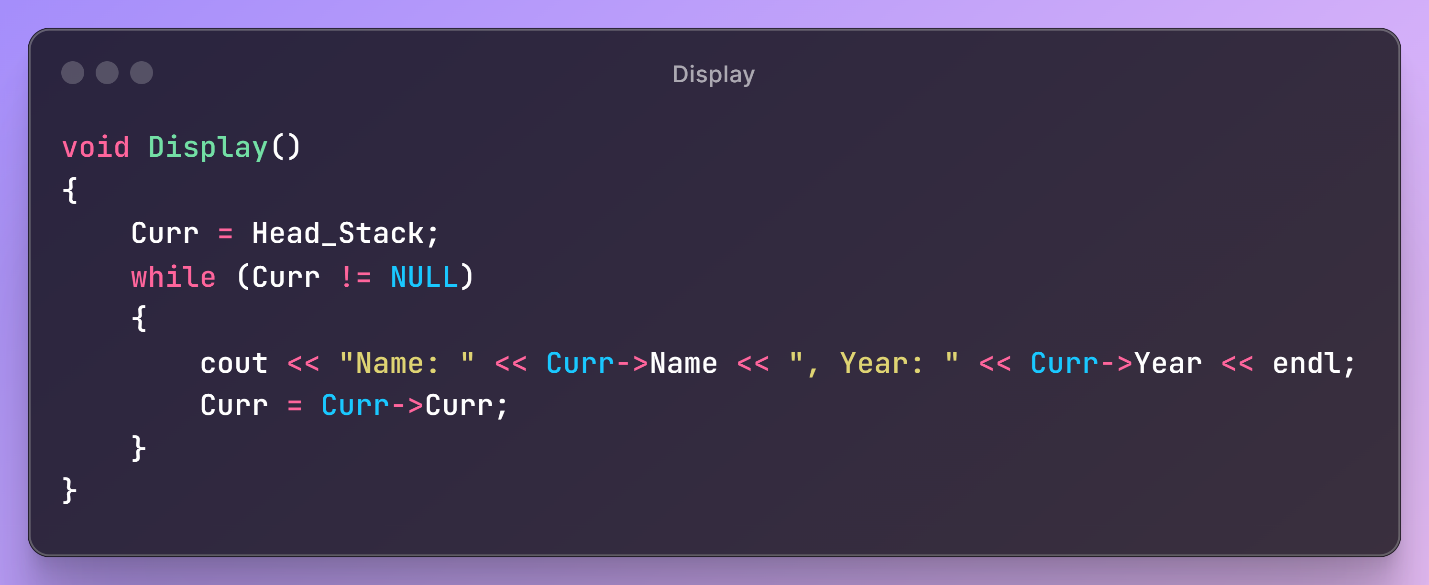 Display
void Display()
{
    Curr = Head_Stack;
    while (Curr != NULL)
    {
        cout << "Name: " << Curr->Name << ", Year: " << Curr->Year << endl;
        Curr = Curr->Curr;
    }
}